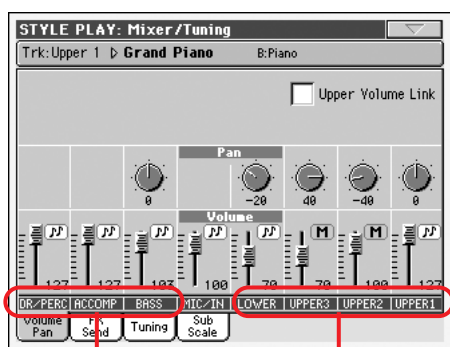 STYLE PLAY: Mixer/Tuning
Trk:Upper 1 Grand Piano B:Piano
Upper Volume Link
Pan
0 -20 40 -40 0
Volume
M M
127 127 103 100 70 70 100 127
DR/PERC ACCOMP BASS MIC/IN LOWER UPPER3 UPPER2 UPPER1
Volume Pan
FX Send
Tuning
Sub Scale